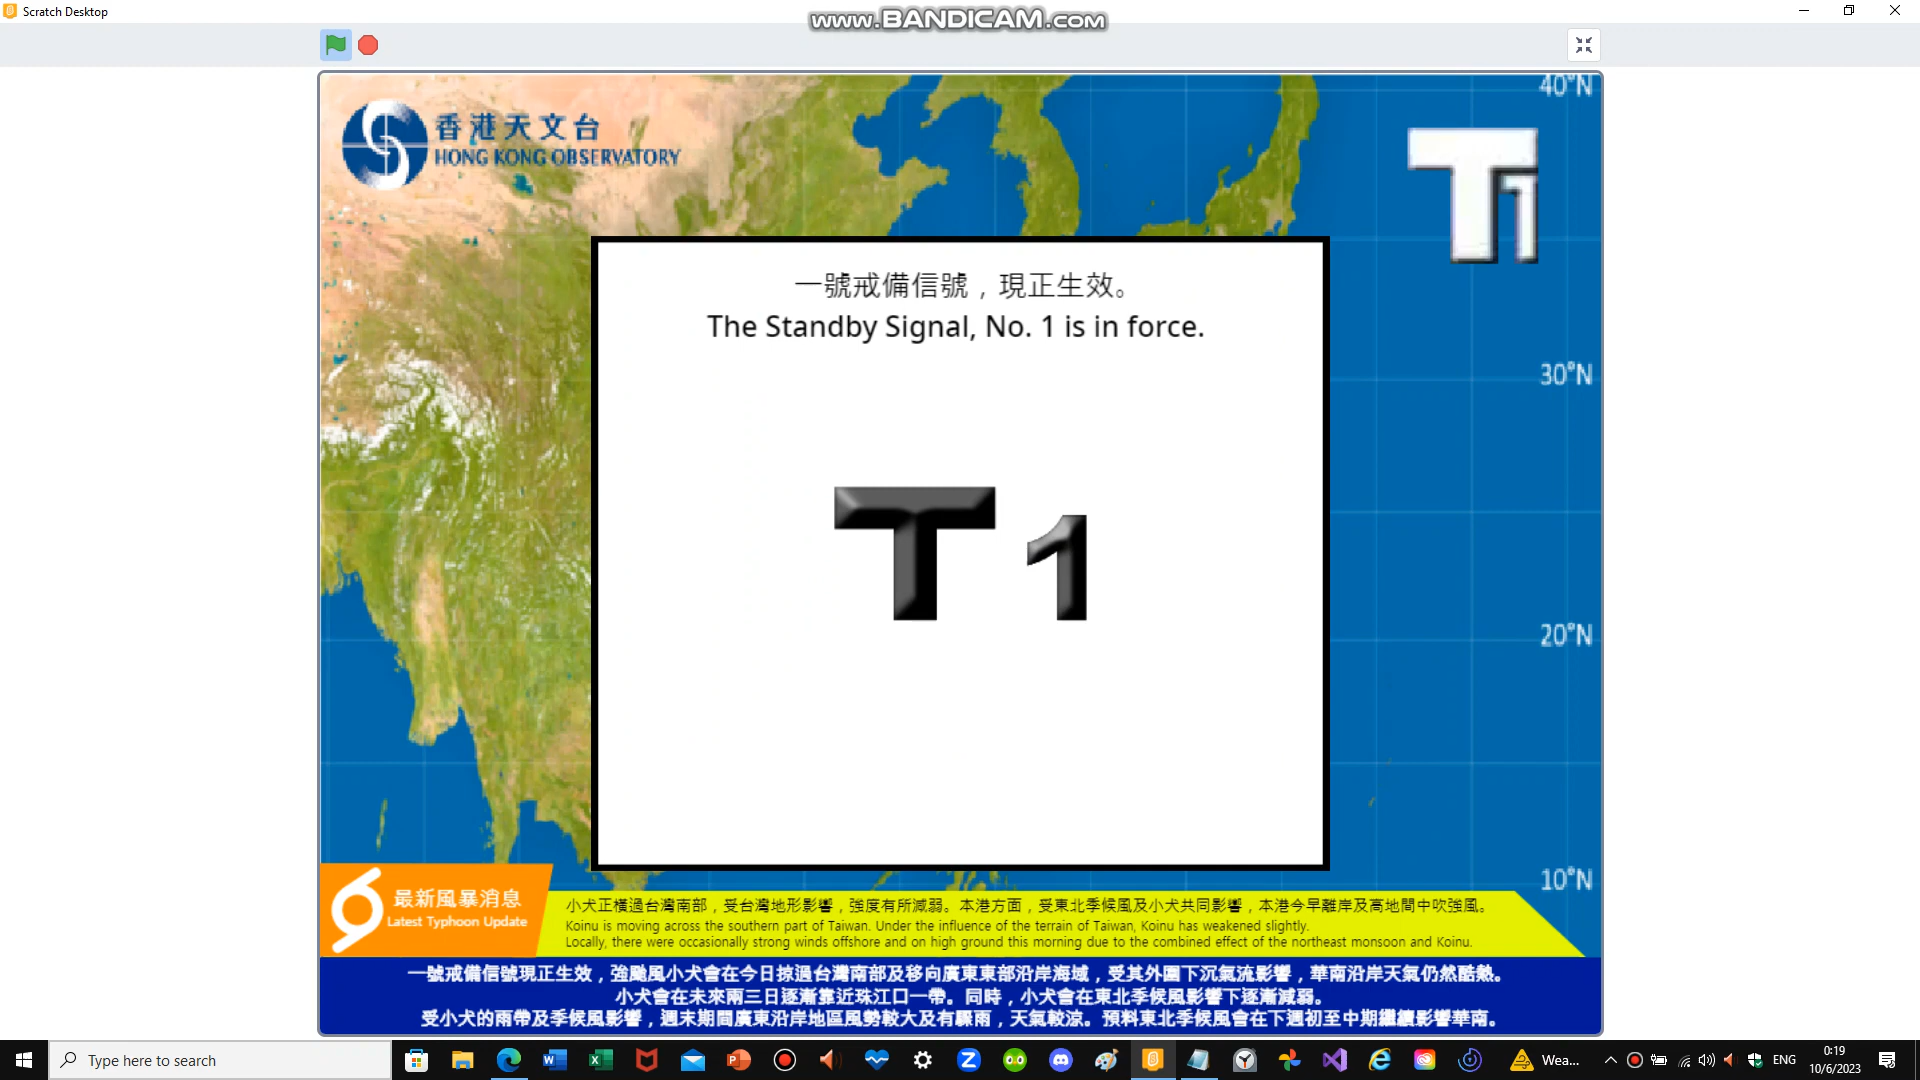 Scratch Desktop
www.BANDICAM.com
香港天文台
HONG KONG OBSERVATORY
T1
40°N
一號戒備信號，現正生效。
The Standby Signal, No. 1 is in force.
30°N
T1
20°N
10°N
最新風暴消息
Latest Typhoon Update
小犬正橫過台灣南部，受台灣地形影響，強度有所減弱。本港方面，受東北季候風及小犬共同影響，本港今早離岸及高地間中吹強風。
Koinu is moving across the southern part of Taiwan. Under the influence of the terrain of Taiwan, Koinu has weakened slightly.
Locally, there were occasionally strong winds offshore and on high ground this morning due to the combined effect of the northeast monsoon and Koinu.
一號戒備信號現正生效，強颱風小犬會在今日掠過台灣南部及移向廣東東部沿岸海域，受其外圍下沉氣流影響，華南沿岸天氣仍然酷熱。
小犬會在未來兩三日逐漸靠近珠江口一帶。同時，小犬會在東北季候風影響下逐漸減弱。
受小犬的雨帶及季候風影響，週末期間廣東沿岸地區風勢較大及有驟雨，天氣較涼。預料東北季候風會在下週初至中期繼續影響華南。
Type here to search
Wea...
ENG
0:19
10/6/2023